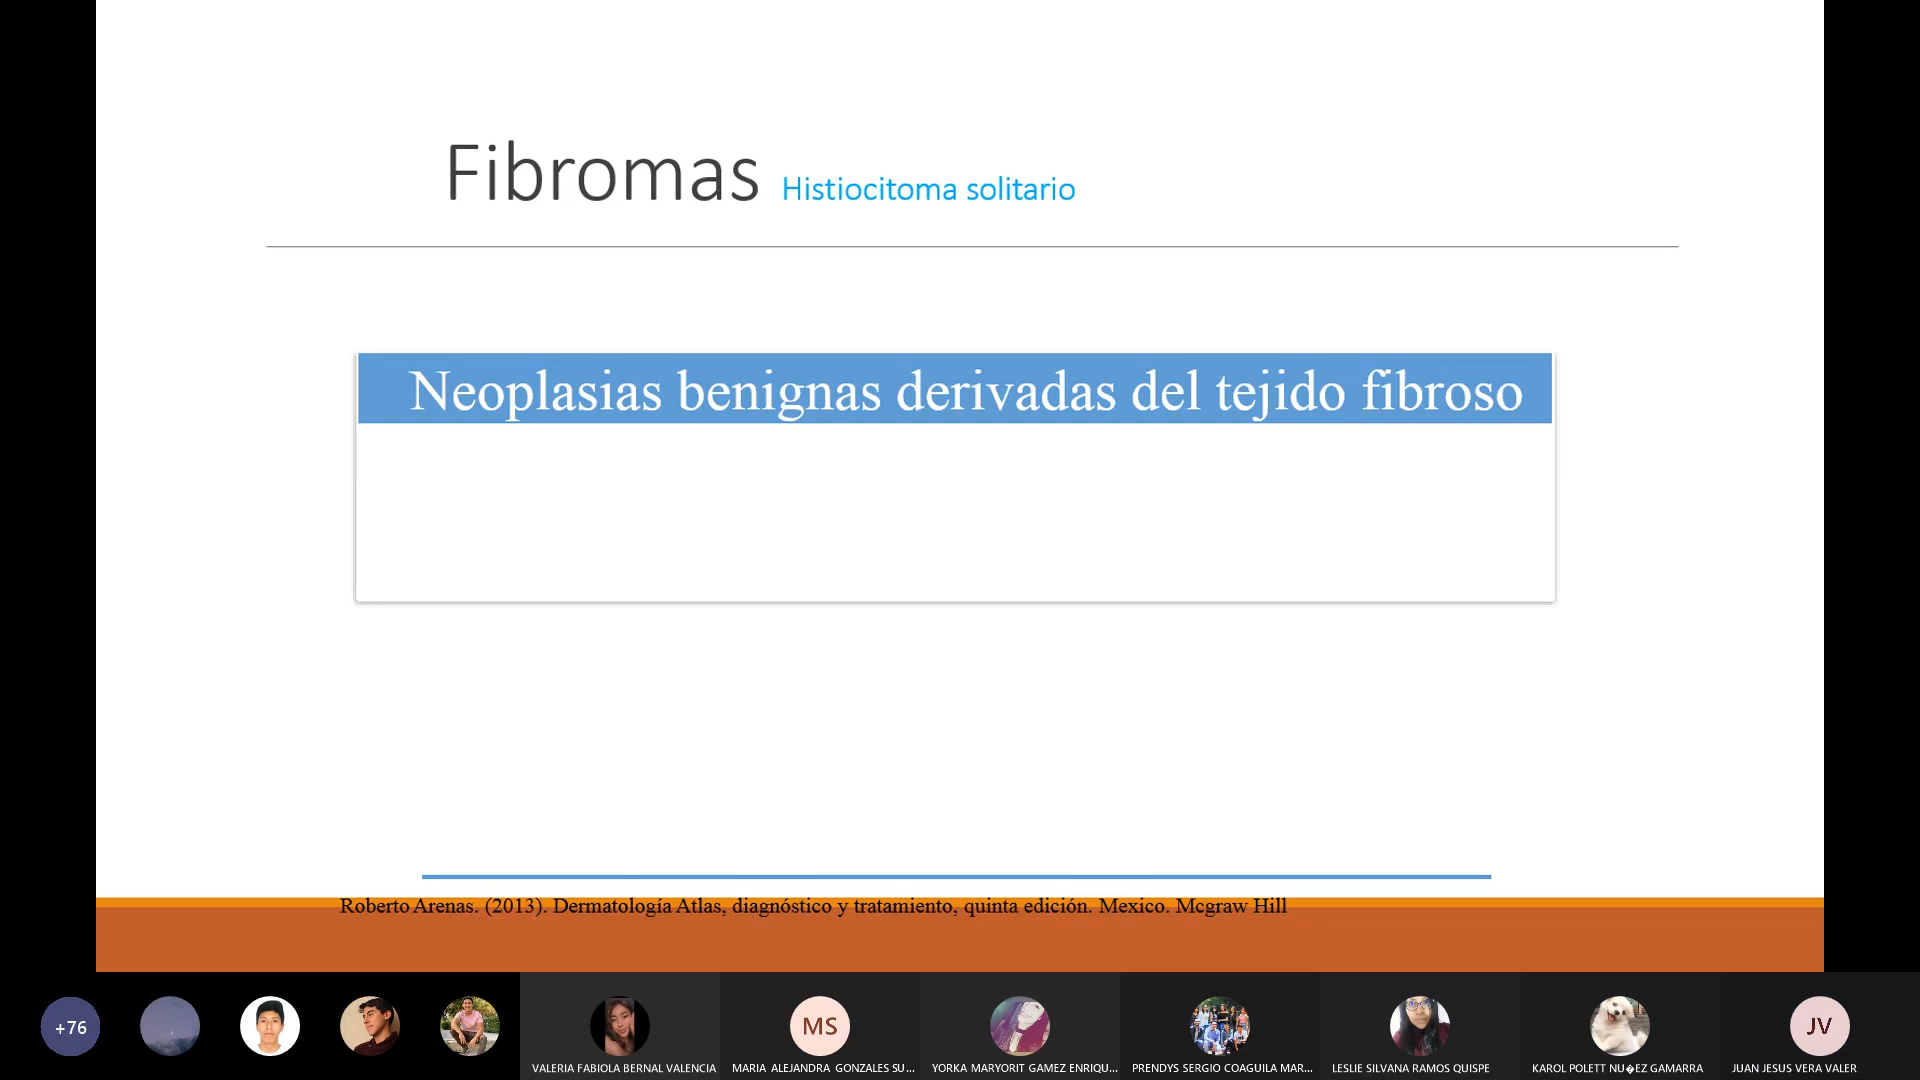 Fibromas Histiocitoma solitario
Neoplasias benignas derivadas del tejido fibroso
Roberto Arenas. (2013). Dermatología Atlas, diagnóstico y tratamiento, quinta edición. Mexico. Mcgraw Hill
+76
MS
JV
VALERIA FABIOLA BERNAL VALENCIA
MARIA ALEJANDRA GONZALES SU...
YORKA MARYORIT GAMEZ ENRIQU...
PRENDYS SERGIO COAGUILA MAR...
LESLIE SILVANA RAMOS QUISPE
KAROL POLETT NU�EZ GAMARRA
JUAN JESUS VERA VALER